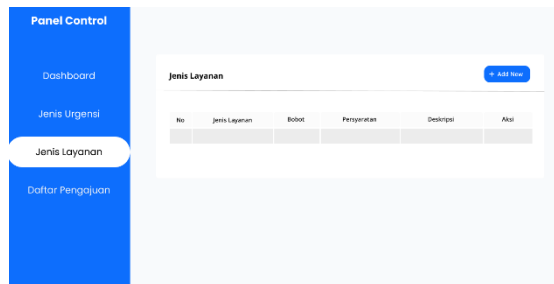 Panel Control
Dashboard
Jenis Urgensi
Jenis Layanan
Daftar Pengajuan
Jenis Layanan
+ Add New
No Jenis Layanan Bobot Persyaratan Deskripsi Aksi